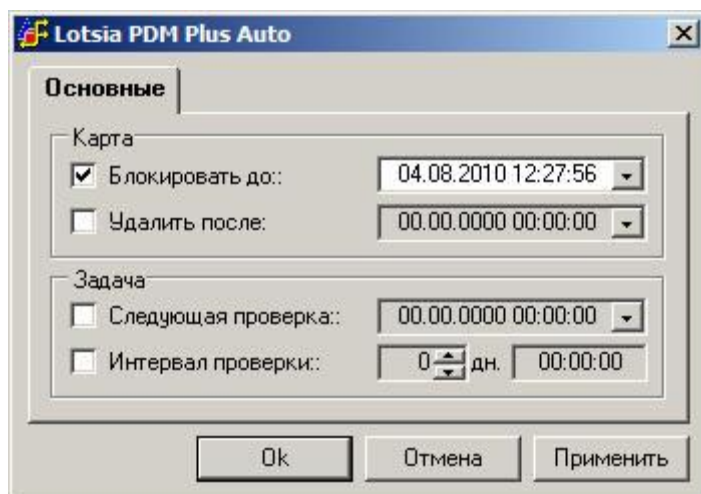 Lotsia PDM Plus Auto
Основные
Карта
Блокировать до:: 04.08.2010 12:27:56
Удалить после: 00.00.0000 00:00:00
Задача
Следующая проверка:: 00.00.0000 00:00:00
Интервал проверки:: 0 дн. 00:00:00
Ok Отмена Применить